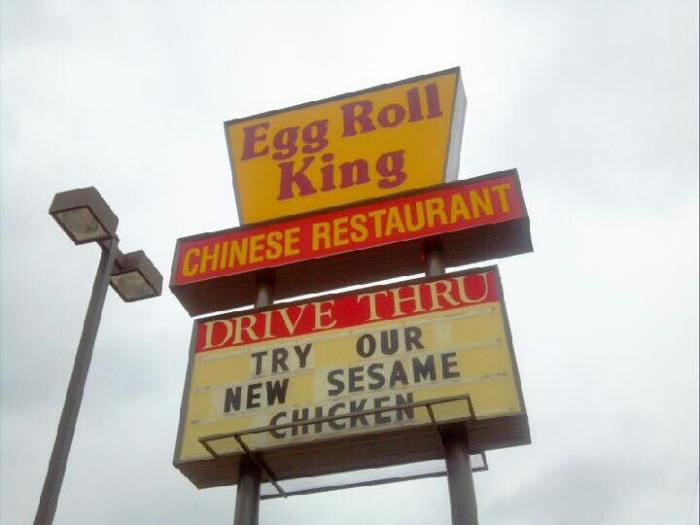 Egg Roll
King
CHINESE RESTAURANT
DRIVE THRU
TRY OUR
NEW SESAME
CHICKEN